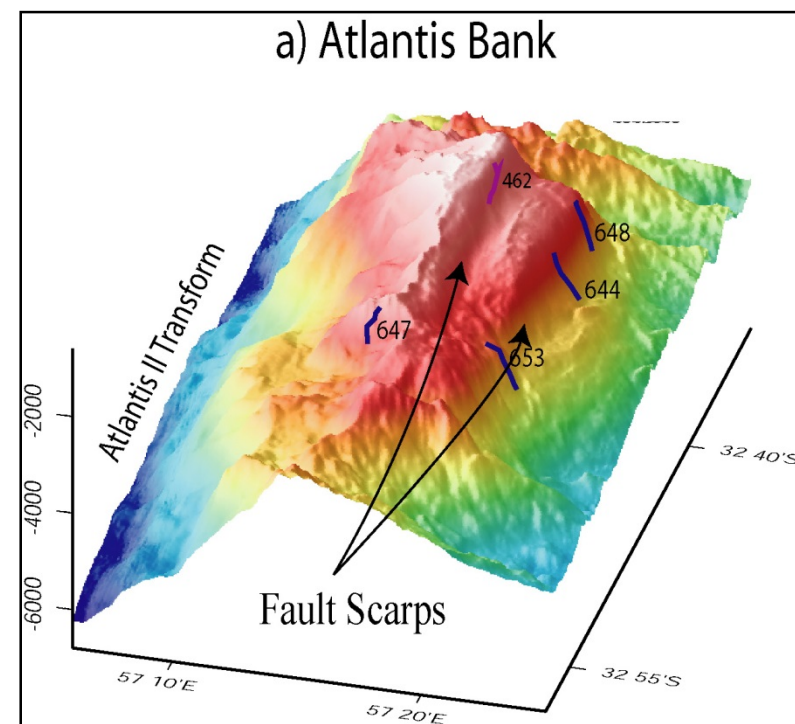 a) Atlantis Bank
462
648
644
647
653
Atlantis II Transform
-2000
-4000
-6000
32 40'S
Fault Scarps
32 55'S
57 10'E
57 20'E